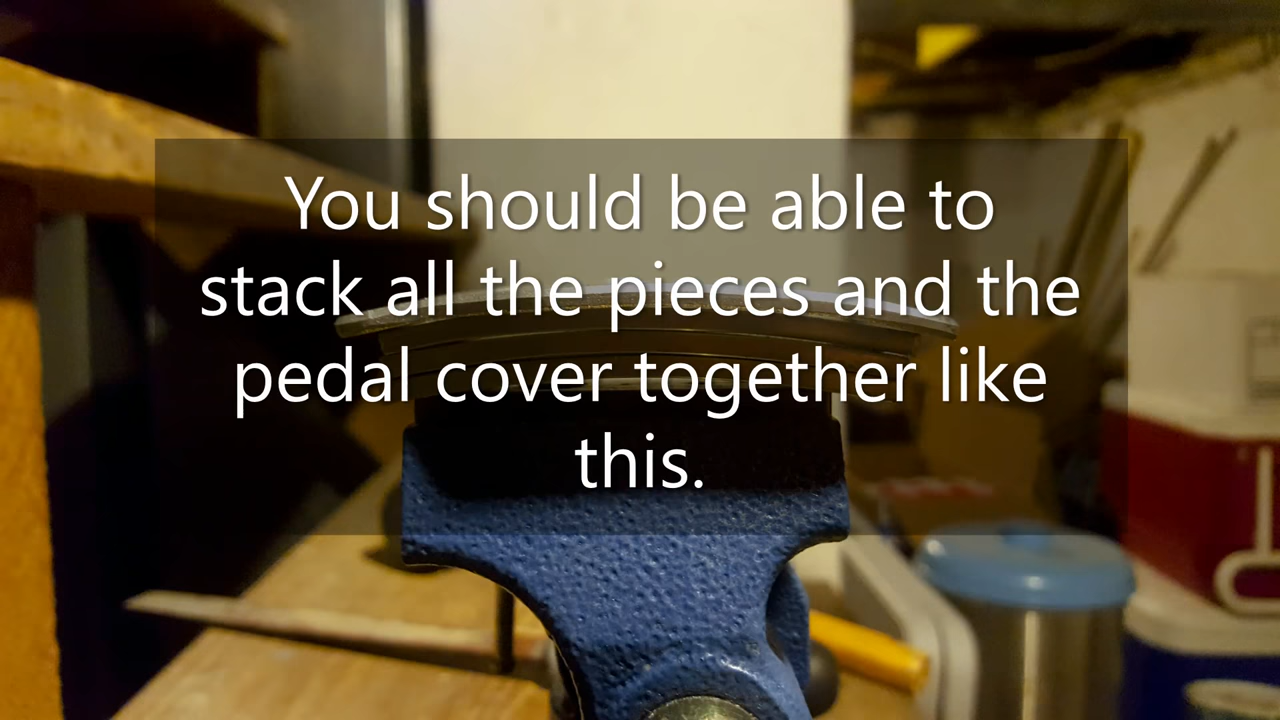 You should be able to
stack all the pieces and the
pedal cover together like
this.